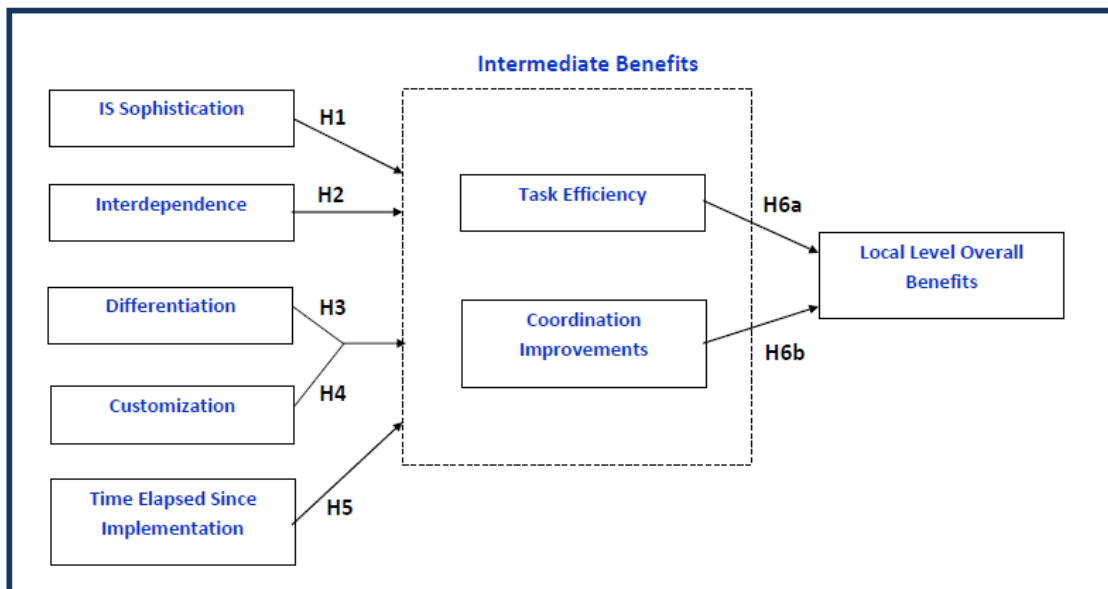 Intermediate Benefits
IS Sophistication
H1
Interdependence
H2
Differentiation
H3
Customization
H4
Time Elapsed Since
Implementation
H5
Task Efficiency
Coordination
Improvements
H6a
H6b
Local Level Overall
Benefits